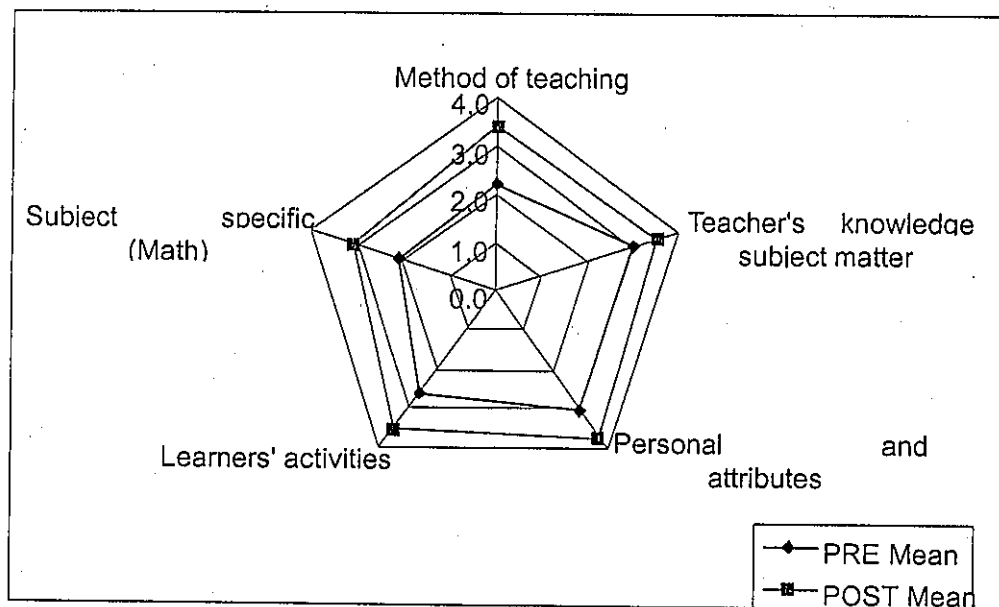 Method of teaching
4.0
3.0
2.0
1.0
0.0
Teacher's knowledge
subject matter
Personal and
attributes
Learners' activities
Subject specific
(Math)
PRE Mean
POST Mean